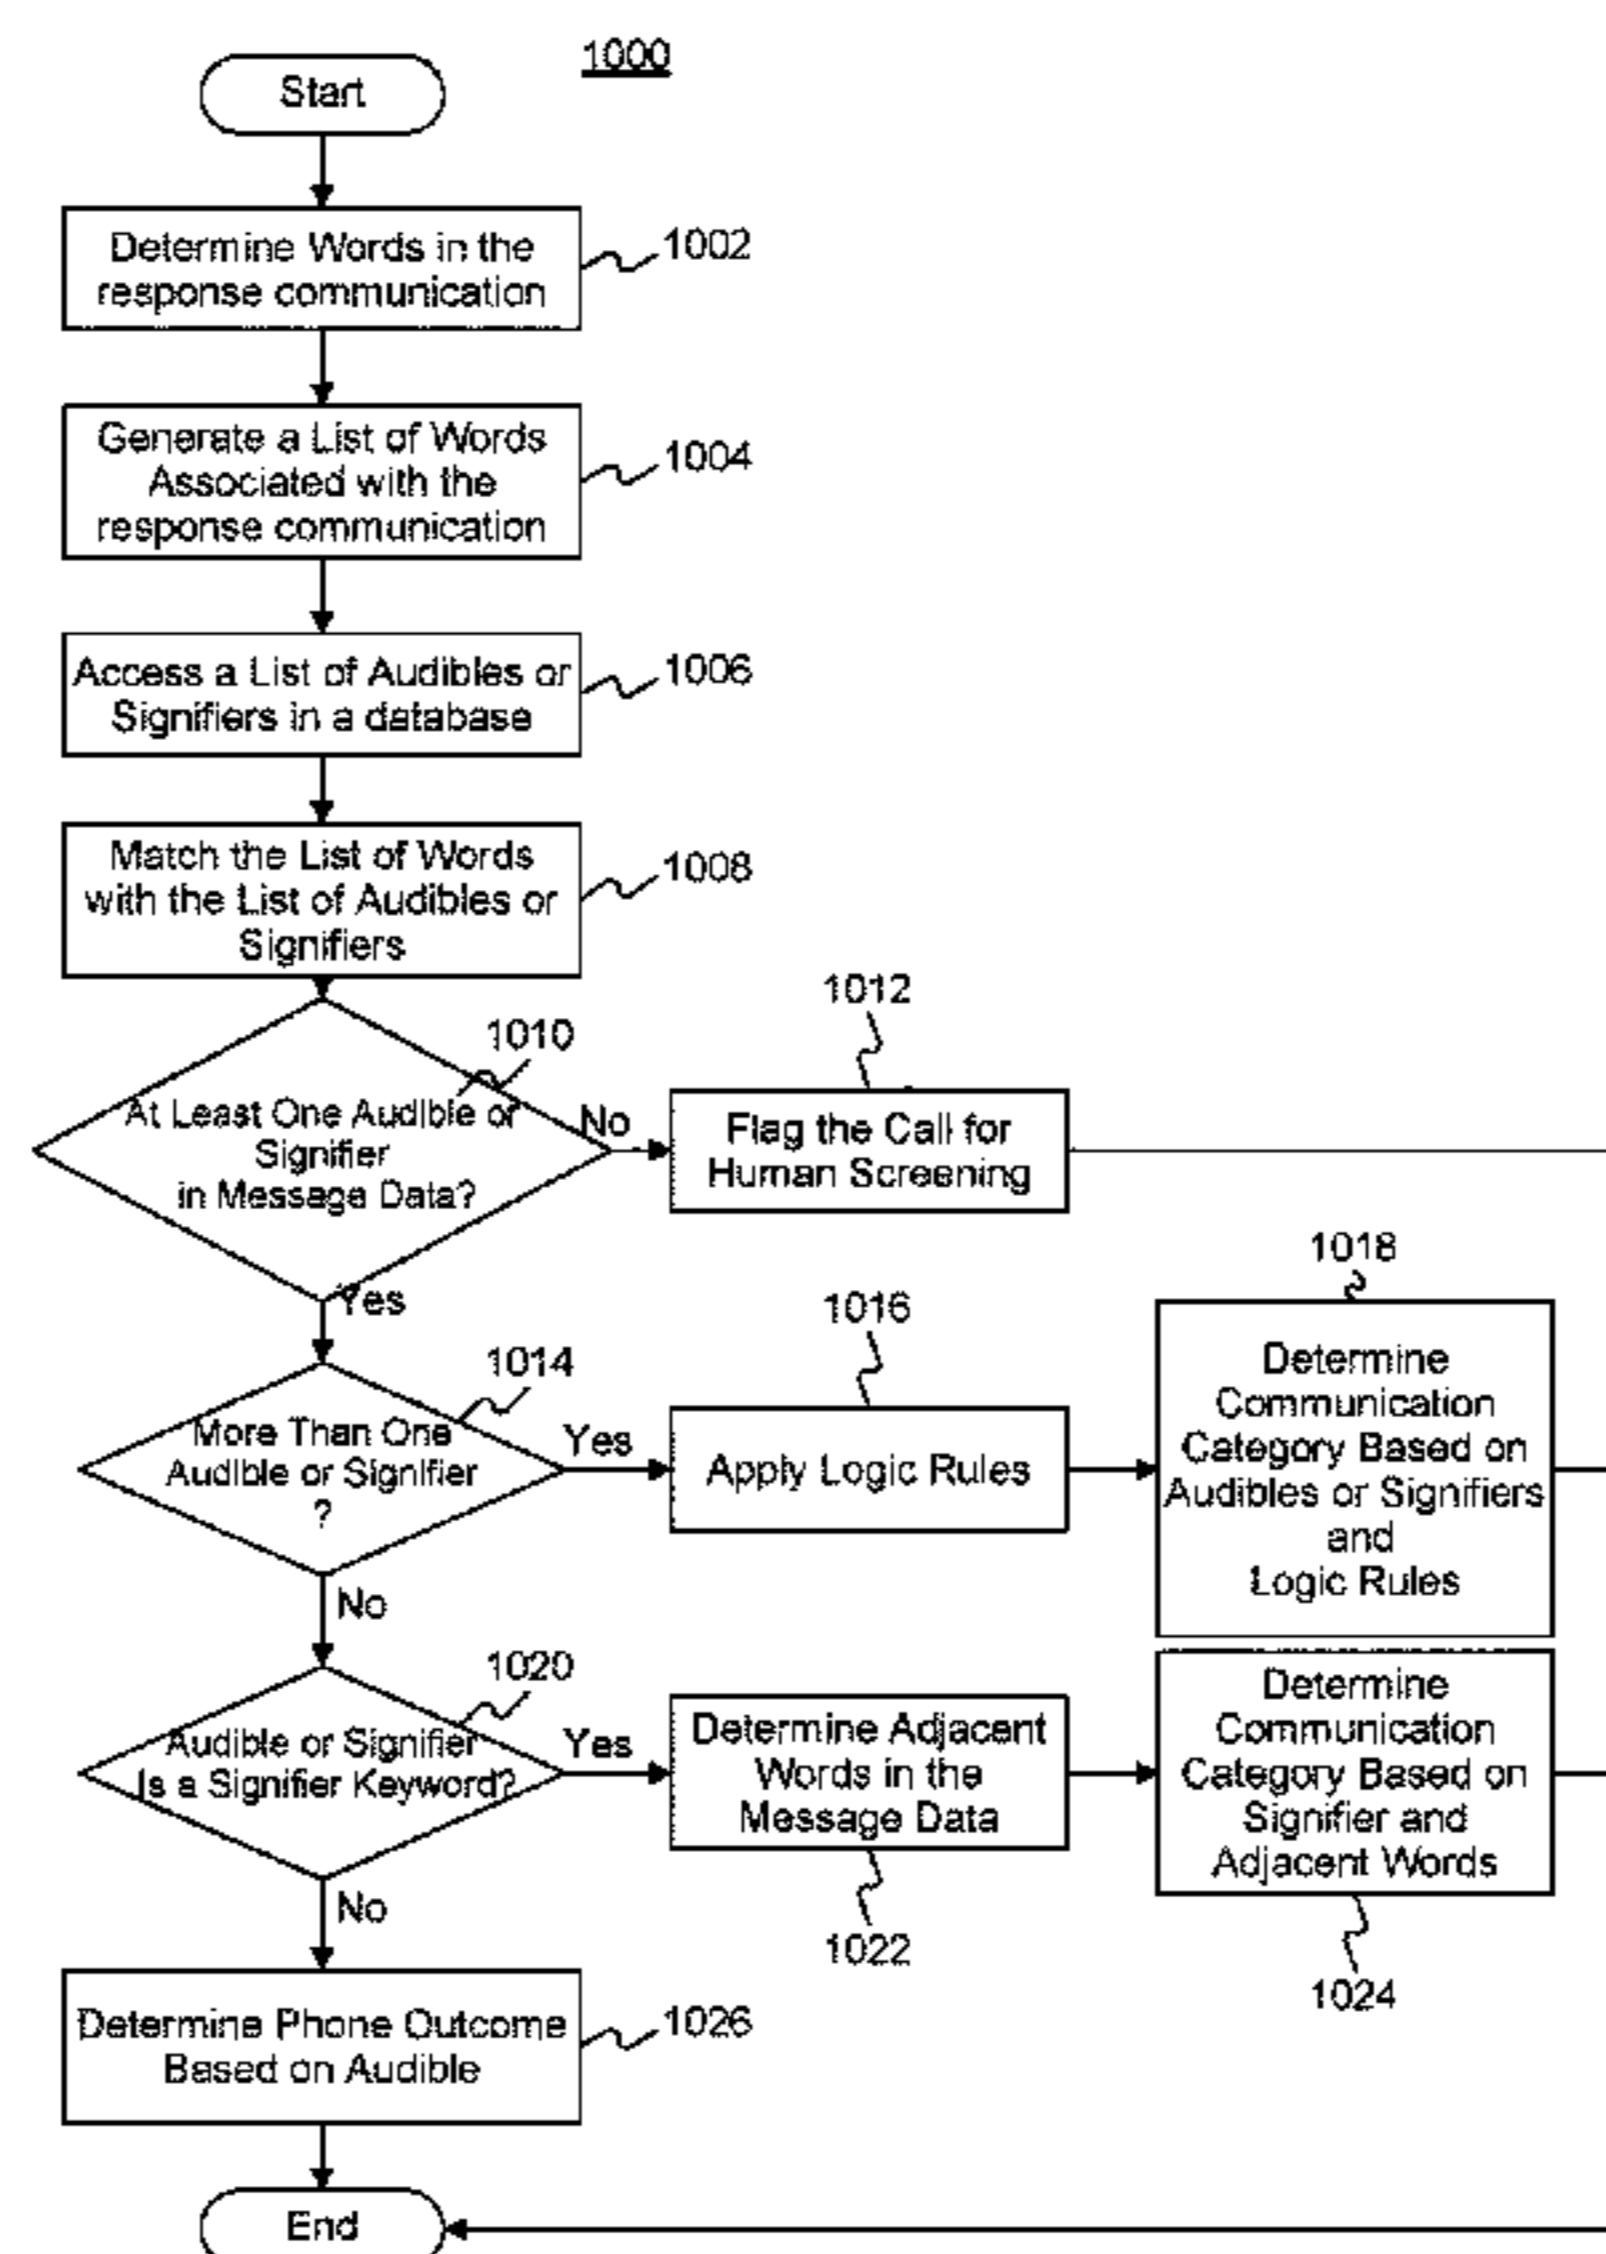 1000
Start
Determine Words in the
response communication
1002
Generate a List of Words
Associated with the
response communication
1004
Access a List of Audibles or
Signifiers in a database
1006
Match the List of Words
with the List of Audibles or
Signifiers
1008
1010
At Least One Audible or
Signifier
in Message Data?
No
Yes
1012
Flag the Call for
Human Screening
1014
More Than One
Audible or Signifier
?
Yes
No
1016
Apply Logic Rules
1018
Determine
Communication
Category Based on
Audibles or Signifiers
and
Logic Rules
1020
Audible or Signifier
Is a Signifier Keyword?
Yes
No
Determine Adjacent
Words in the
Message Data
1022
Determine
Communication
Category Based on
Signifier and
Adjacent Words
1024
Determine Phone Outcome
Based on Audible
1026
End